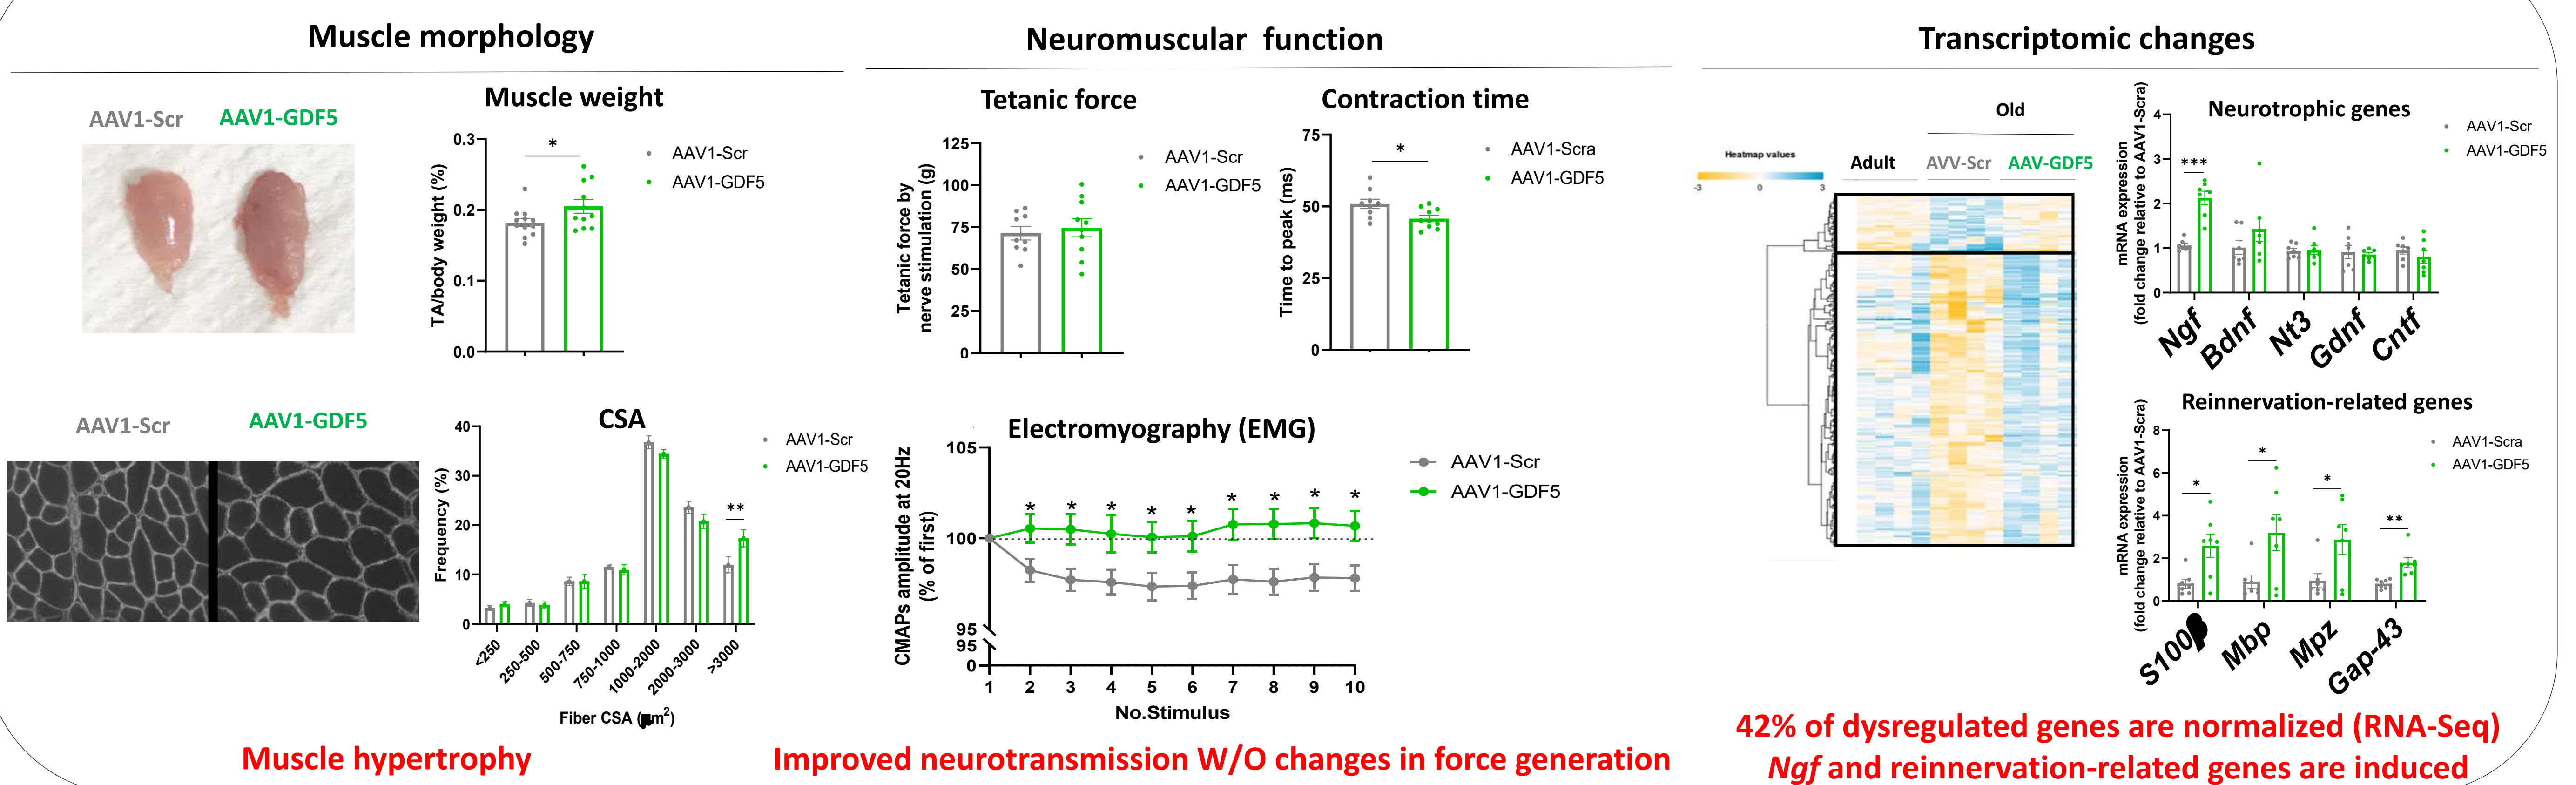 Muscle morphology
AAV1-Scr
AAV1-GDF5
Muscle weight
TA/body weight (%)
0.3
0.2
0.1
0.0
*
AAV1-Scr
AAV1-GDF5
AAV1-Scr
AAV1-GDF5
CSA
Frequency (%)
40
30
20
10
0
**
AAV1-Scr
AAV1-GDF5
<250
250-500
500-750
750-1000
1000-2000
2000-3000
>3000
Fiber CSA (m²)
Muscle hypertrophy
Neuromuscular function
Tetanic force
Tetanic force by
nerve stimulation (g)
125
100
75
50
25
0
AAV1-Scr
AAV1-GDF5
Contraction time
Time to peak (ms)
75
50
25
0
*
AAV1-Scra
AAV1-GDF5
Electromyography (EMG)
CMAPs amplitude at 20Hz
(% of first)
105
100
95
95
0
* * * * * * * * *
AAV1-Scr
AAV1-GDF5
1 2 3 4 5 6 7 8 9 10
No.Stimulus
Improved neurotransmission W/O changes in force generation
Transcriptomic changes
Heatmap values
-3 0 3
Old
Adult
AVV-Scr
AAV-GDF5
Neurotrophic genes
mRNA expression
(fold change relative to AAV1-Scra)
4
3
2
1
0
***
AAV1-Scr
AAV1-GDF5
Ngf
Bdnf
Nt3
Gdnf
Cntf
Reinnervation-related genes
mRNA expression
(fold change relative to AAV1-Scra)
8
6
4
2
0
*
*
*
**
AAV1-Scra
AAV1-GDF5
S100
Mbp
Mpz
Gap-43
42% of dysregulated genes are normalized (RNA-Seq)
Ngf and reinnervation-related genes are induced